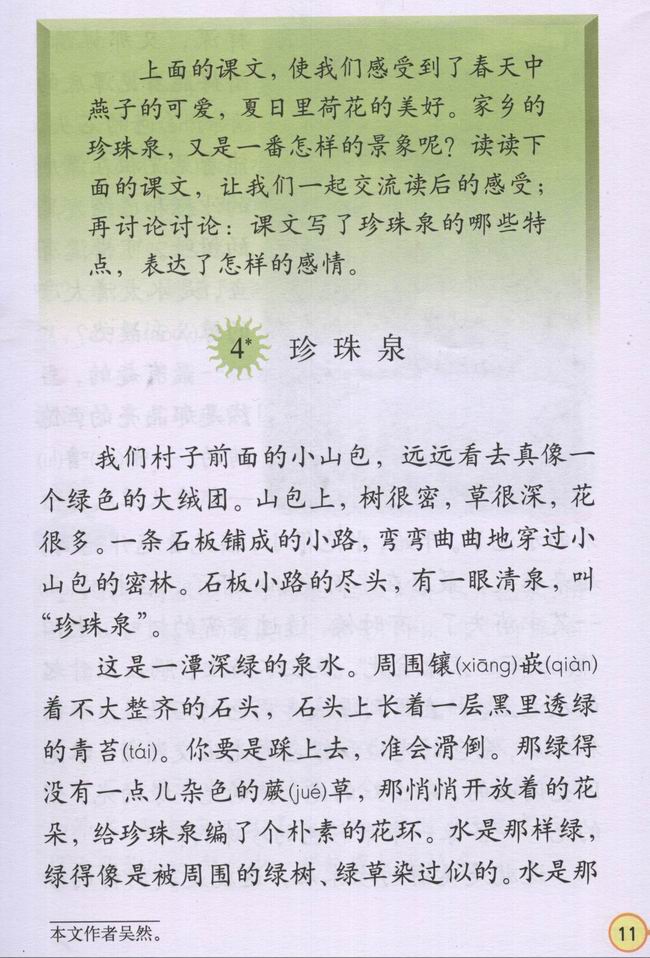 上面的课文，使我们感受到了春天中
燕子的可爱，夏日里荷花的美好。家乡的
珍珠泉，又是一番怎样的景象呢？读读下
面的课文，让我们一起交流读后的感受；
再讨论讨论：课文写了珍珠泉的哪些特
点，表达了怎样的感情。
4* 珍珠泉
我们村子前面的小山包，远远看去真像一
个绿色的大绒团。山包上，树很密，草很深，花
很多。一条石板铺成的小路，弯弯曲曲地穿过小
山包的密林。石板小路的尽头，有一眼清泉，叫
“珍珠泉”。
这是一潭深绿的泉水。周围镶(xiāng)嵌(qiàn)
着不大整齐的石头，石头上长着一层黑里透绿
的青苔(tái)。你要是踩上去，准会滑倒。那绿得
没有一点儿杂色的蕨(jué)草，那悄悄开放着的花
朵，给珍珠泉编了个朴素的花环。水是那样绿，
绿得像是被周围的绿树、绿草染过似的。水是那
本文作者吴然。
11